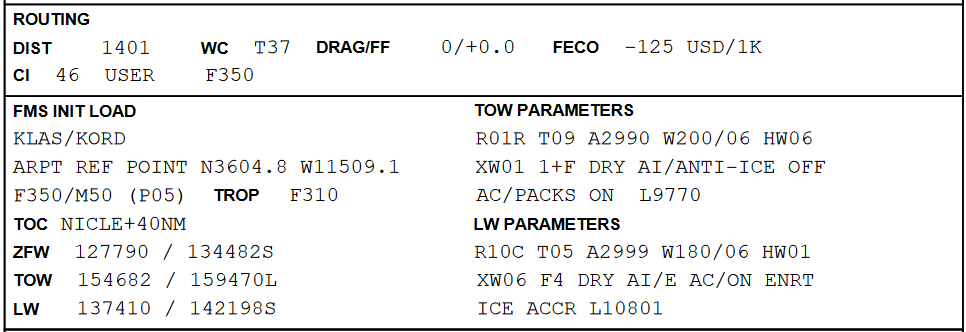 ROUTING
DIST 1401 WC T37 DRAG/FF 0/+0.0 FECO -125 USD/1K
CI 46 USER F350
FMS INIT LOAD
KLAS/KORD
ARPT REF POINT N3604.8 W11509.1
F350/M50 (P05) TROP F310
TOC NICLE+40NM
ZFW 127790 / 134482S
TOW 154682 / 159470L
LW 137410 / 142198S
TOW PARAMETERS
R01R T09 A2990 W200/06 HW06
XW01 1+F DRY AI/ANTI-ICE OFF
AC/PACKS ON L9770
LW PARAMETERS
R10C T05 A2999 W180/06 HW01
XW06 F4 DRY AI/E AC/ON ENRT
ICE ACCR L10801